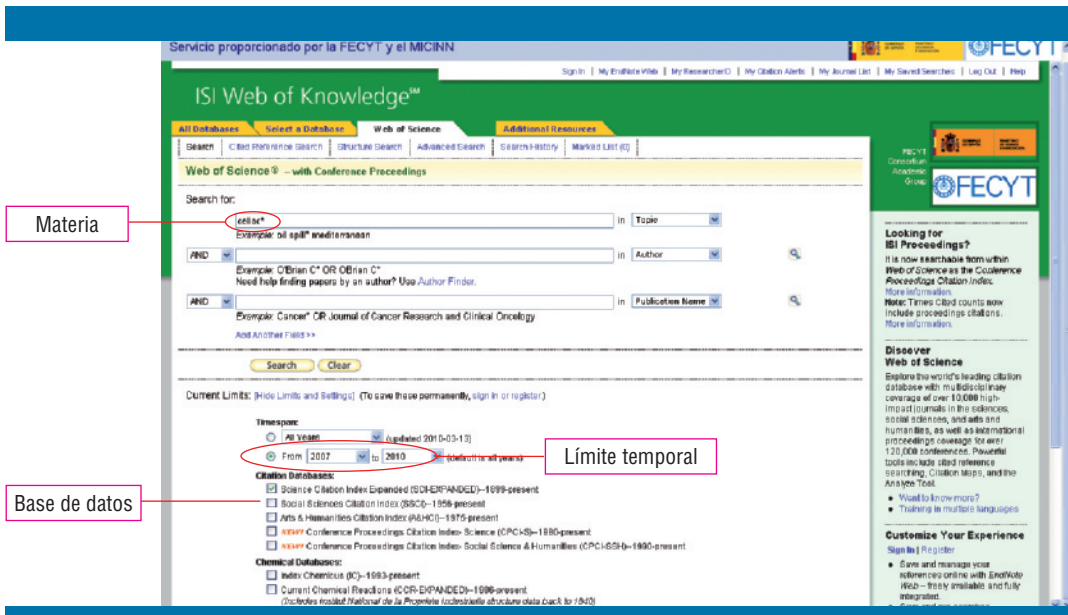 Servicio proporcionado por la FECYT y el MICINN
FECYT
Sign In | My EndNote Web | My ResearcherID | My Citation Alerts | My Journal List | My Saved Searches | Log Out | Help
ISI Web of Knowledge℠
All Databases Select a Database Web of Science Additional Resources
Search Cited Reference Search Structure Search Advanced Search Search History Marked List (0)
Web of Science® – with Conference Proceedings
Search for:
Materia
celiac* in Topic
Example: oil spill* mediterranean
AND in Author
Example: O'Brian C* OR OBrian C*
Need help finding papers by an author? Use Author Finder.
AND in Publication Name
Example: Cancer* OR Journal of Cancer Research and Clinical Oncology
Add Another Field >>
Search Clear
Current Limits: [Hide Limits and Settings] (To save these permanently, sign in or register.)
Timespan:
All Years (updated 2010-03-13)
From 2007 to 2010 (default is all years)
Límite temporal
Citation Databases:
Base de datos
Science Citation Index Expanded (SCI-EXPANDED)--1899-present
Social Sciences Citation Index (SSCI)--1956-present
Arts & Humanities Citation Index (A&HCI)--1975-present
NEW! Conference Proceedings Citation Index- Science (CPCI-S)--1990-present
NEW! Conference Proceedings Citation Index- Social Science & Humanities (CPCI-SSH)--1990-present
Chemical Databases:
Index Chemicus (IC)--1993-present
Current Chemical Reactions (CCR-EXPANDED)--1986-present
(Includes Institut National de la Propriete Industrielle structure data back to 1840)
FECYT
Consortium
Academic
Group
FECYT
Looking for
ISI Proceedings?
It is now searchable from within
Web of Science as the Conference
Proceedings Citation Index.
More information.
Note: Times Cited counts now
include proceedings citations.
More information.
Discover
Web of Science
Explore the world's leading citation
database with multidisciplinary
coverage of over 10,000 high-
impact journals in the sciences,
social sciences, and arts and
humanities, as well as international
proceedings coverage for over
120,000 conferences. Powerful
tools include cited reference
searching, Citation Maps, and the
Analyze Tool.
Want to know more?
Training in multiple languages
Customize Your Experience
Sign In | Register
Save and manage your
references online with EndNote
Web – freely available and fully
integrated.